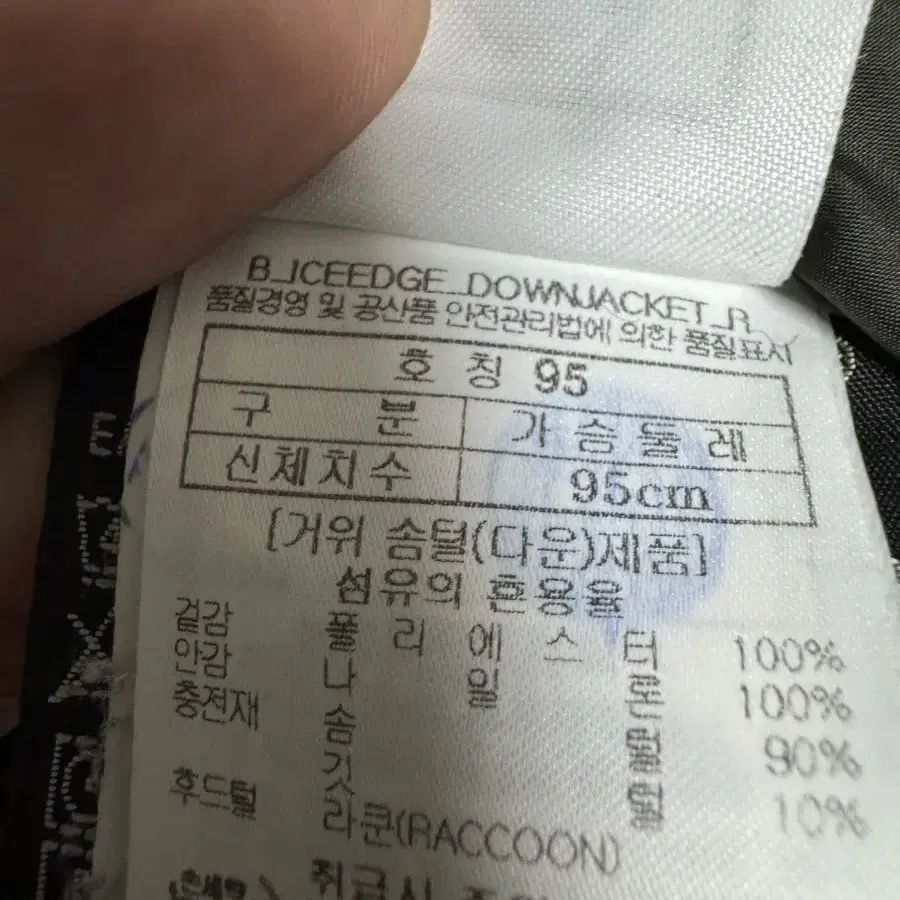 B_ICEEDGE_DOWNJACKET_R
품질경영 및 공산품 안전관리법에 의한 품질표시
호 칭 95
구 분 가 슴 둘 레
신체치수 95cm
[거위 솜털(다운)제품]
섬유의 혼용율
겉감 폴 리 에 스 터 100%
안감 나 일 론 100%
충전재 솜 털 90%
깃 털 10%
후드털 라쿤(RACCOON)
취급시